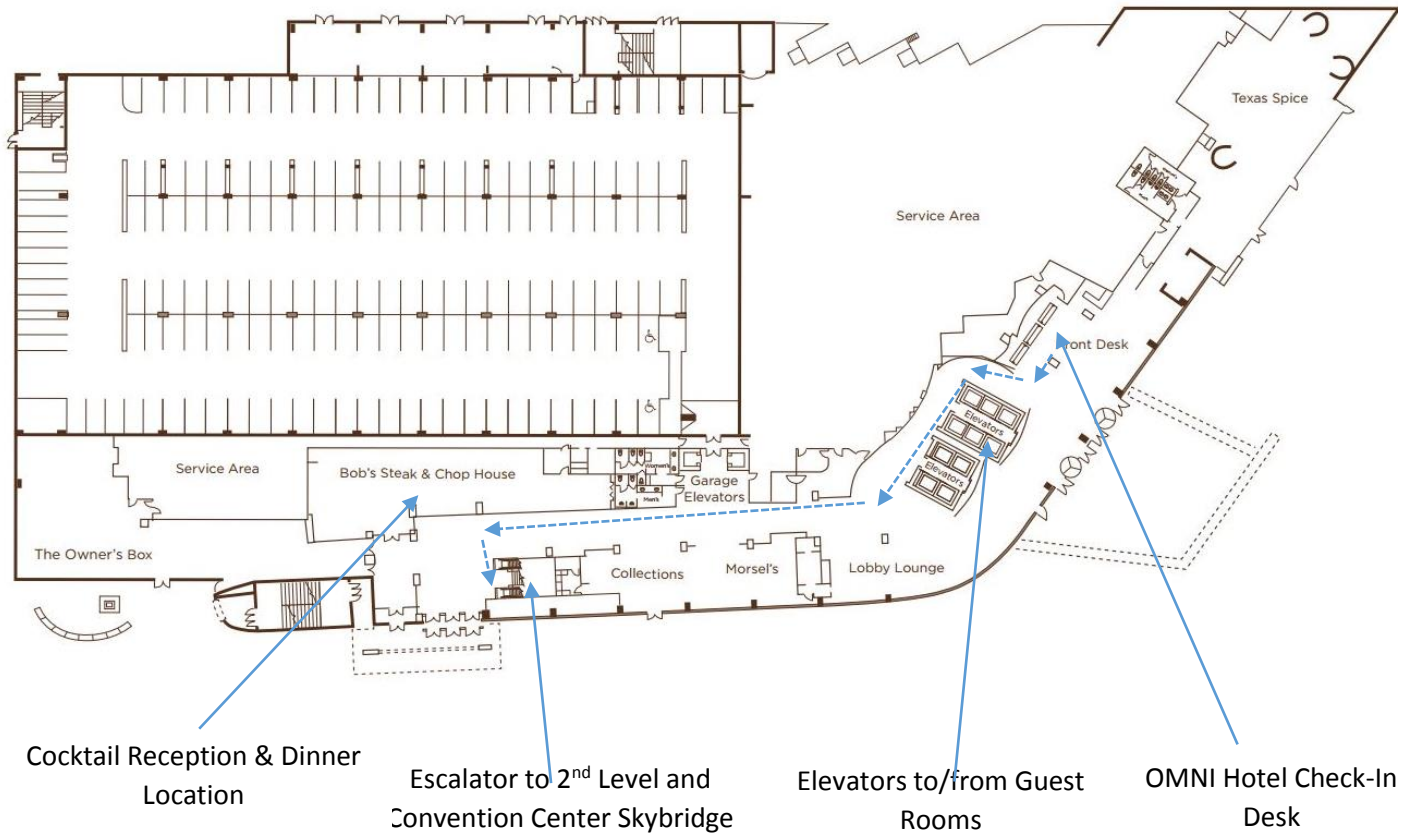 Texas Spice
Service Area
Front Desk
Elevators
Elevators
Service Area
Bob's Steak & Chop House
Women's
Men's
Garage
Elevators
The Owner's Box
Collections
Morsel's
Lobby Lounge
Cocktail Reception & Dinner
Location
Escalator to 2nd Level and
Convention Center Skybridge
Elevators to/from Guest
Rooms
OMNI Hotel Check-In
Desk